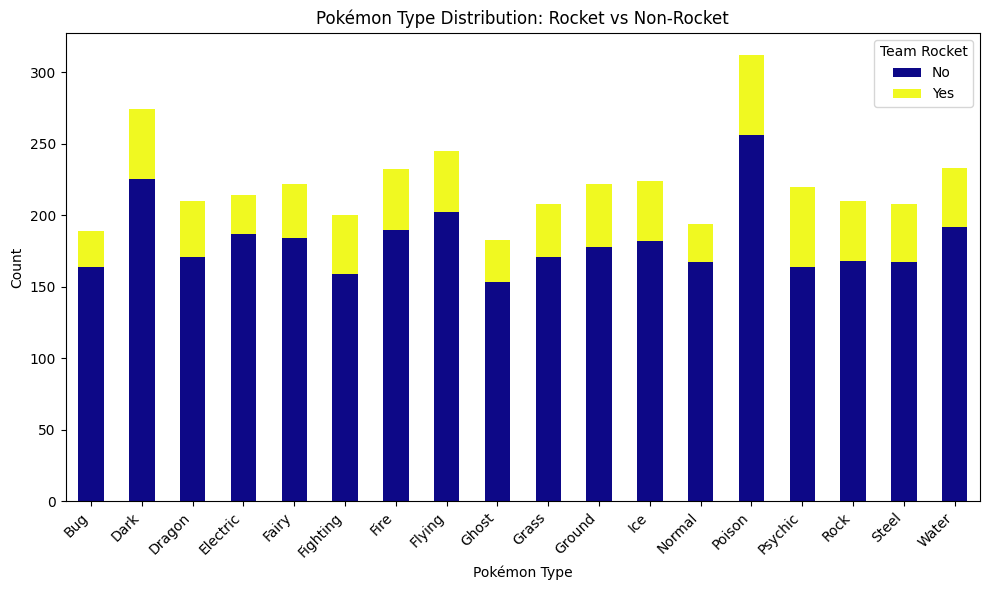 Pokémon Type Distribution: Rocket vs Non-Rocket
Team Rocket
No
Yes
Count
300
250
200
150
100
50
0
Bug
Dark
Dragon
Electric
Fairy
Fighting
Fire
Flying
Ghost
Grass
Ground
Ice
Normal
Poison
Psychic
Rock
Steel
Water
Pokémon Type